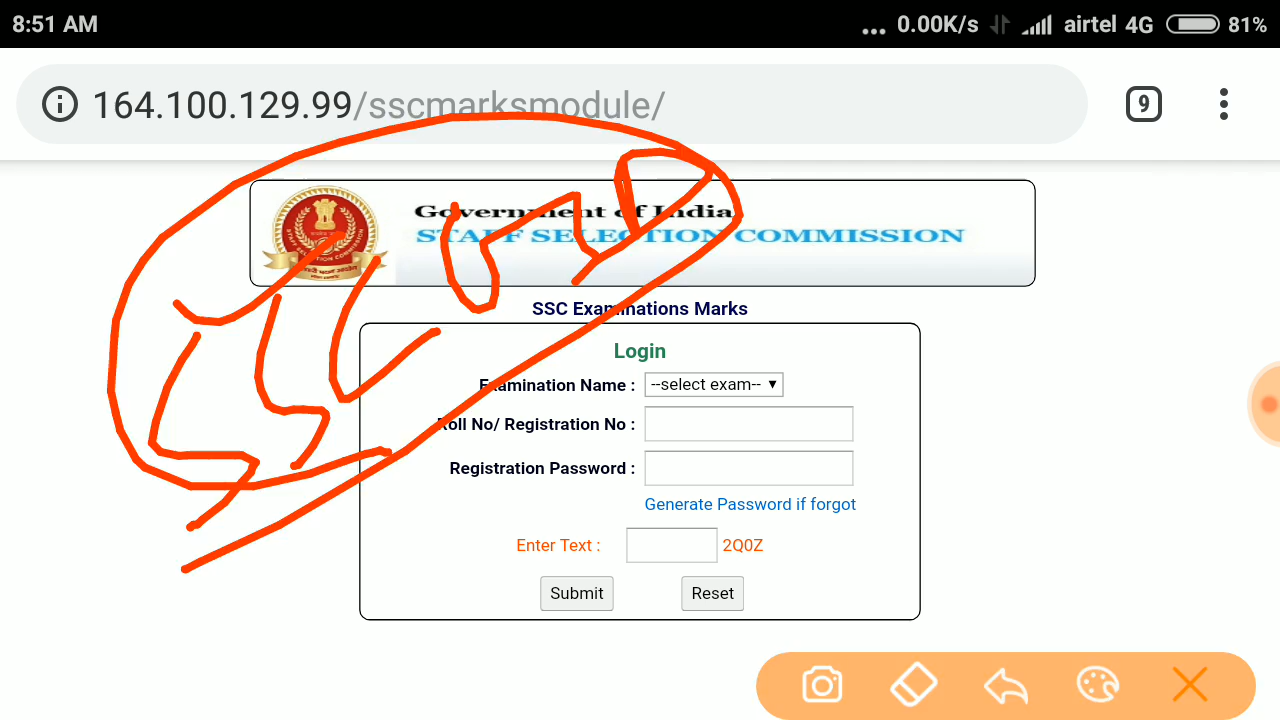 8:51 AM ... 0.00K/s airtel 4G 81%
164.100.129.99/sscmarksmodule/
9
Government of India
STAFF SELECTION COMMISSION
SSC Examinations Marks
Login
Examination Name : --select exam--
Roll No/ Registration No :
Registration Password :
Generate Password if forgot
Enter Text : 2Q0Z
Submit Reset